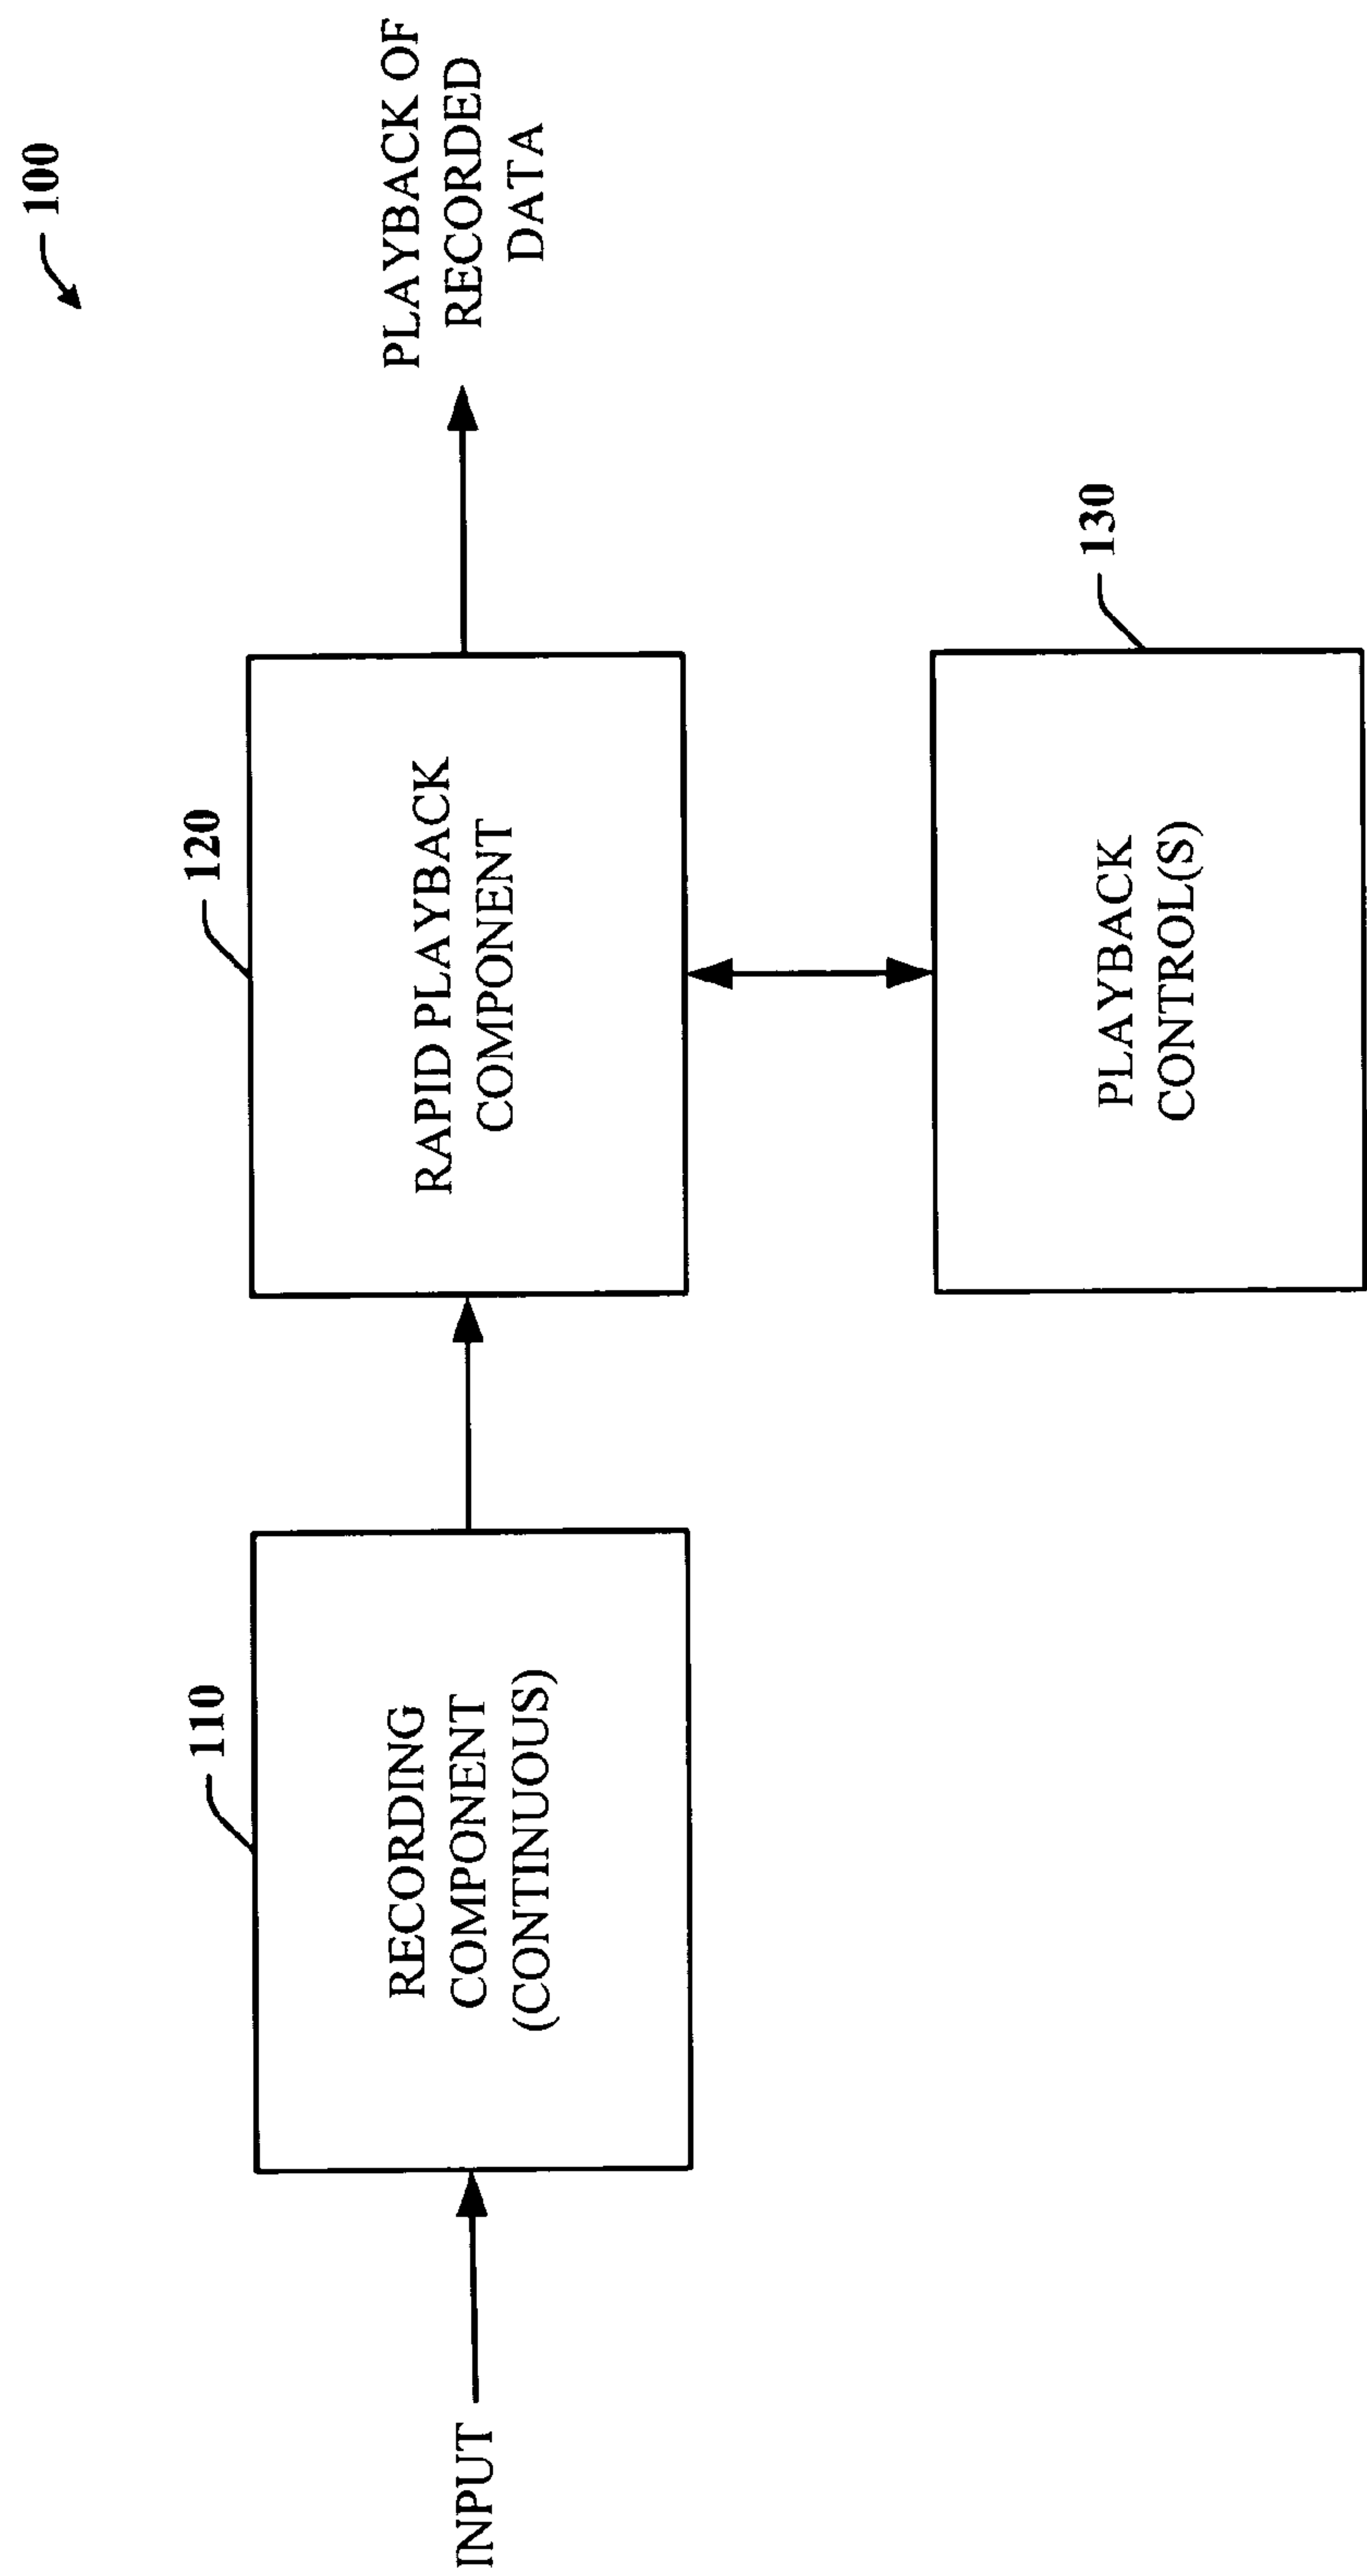 100
110
120
INPUT
RECORDING
COMPONENT
(CONTINUOUS)
RAPID PLAYBACK
COMPONENT
PLAYBACK OF
RECORDED
DATA
130
PLAYBACK
CONTROL(S)